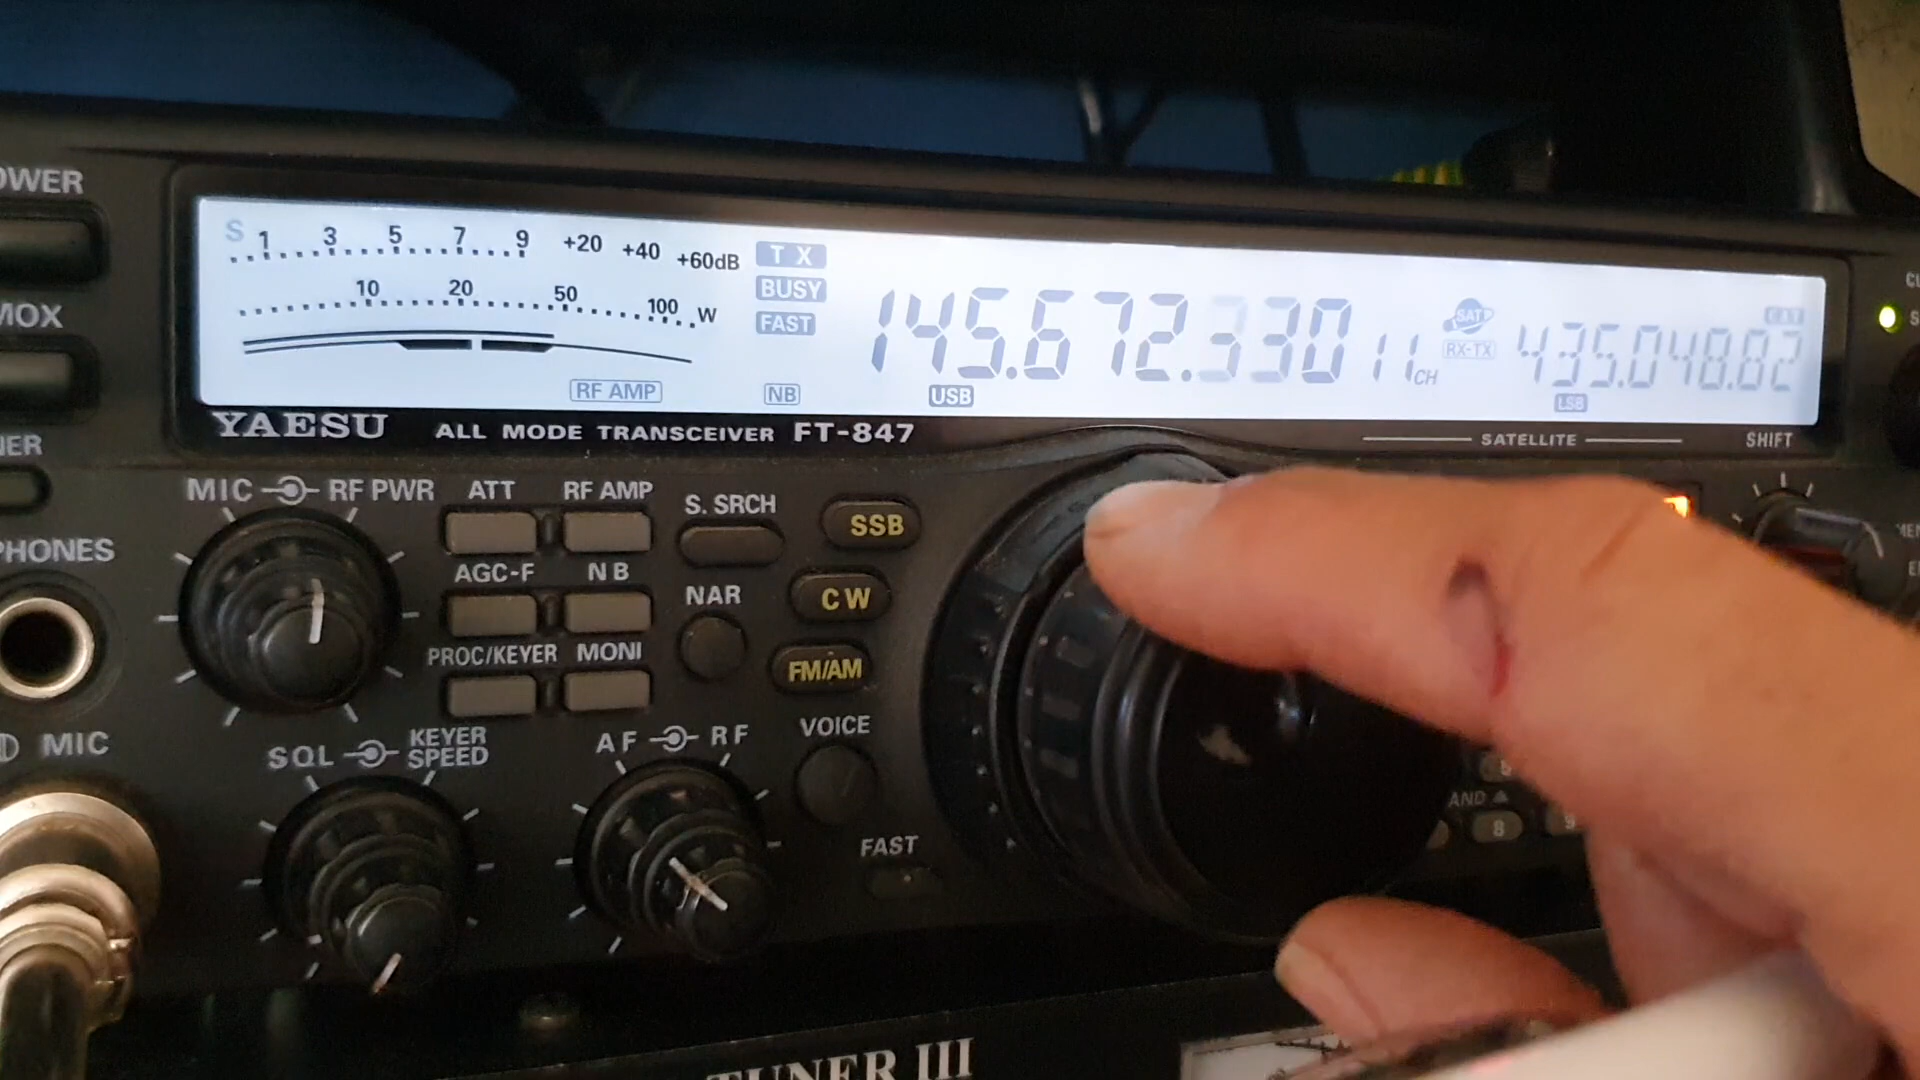 S 1 3 5 7 9 +20 +40 +60dB
10 20 50 100 W
RF AMP
TX
BUSY
FAST
NB
145.672.330
USB
11 CH
SAT
RX-TX
CAT
435.048.82
LSB
YAESU ALL MODE TRANSCEIVER FT-847
SATELLITE SHIFT
OWER
MOX
NER
PHONES
MIC
MIC RF PWR
ATT RF AMP
AGC-F NB
PROC/KEYER MONI
S. SRCH
NAR
SSB
CW
FM/AM
VOICE
SQL KEYER SPEED
AF RF
FAST
AND
8 9
TUNER III